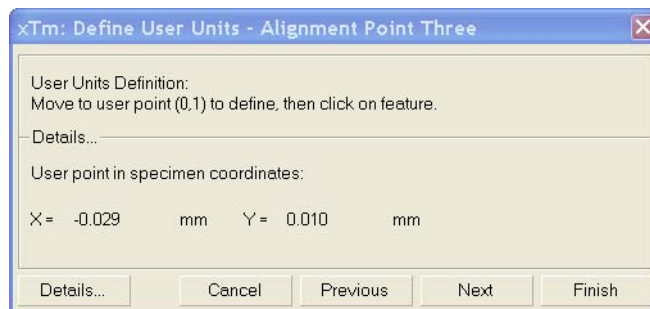 xTm: Define User Units - Alignment Point Three
User Units Definition:
Move to user point (0,1) to define, then click on feature.
Details...
User point in specimen coordinates:
X = -0.029 mm Y = 0.010 mm
Details... Cancel Previous Next Finish